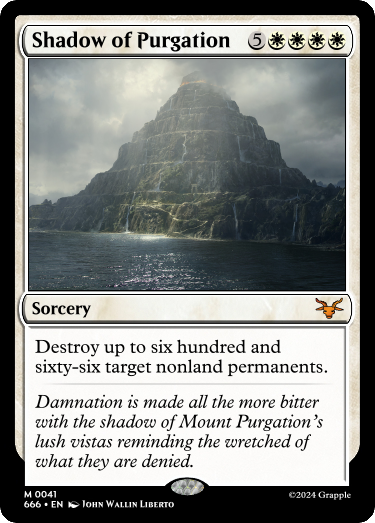 Shadow of Purgation 5
Sorcery
Destroy up to six hundred and
sixty-six target nonland permanents.
Damnation is made all the more bitter
with the shadow of Mount Purgation's
lush vistas reminding the wretched of
what they are denied.
M 0041
666 • EN John Wallin Liberto
©2024 Grapple